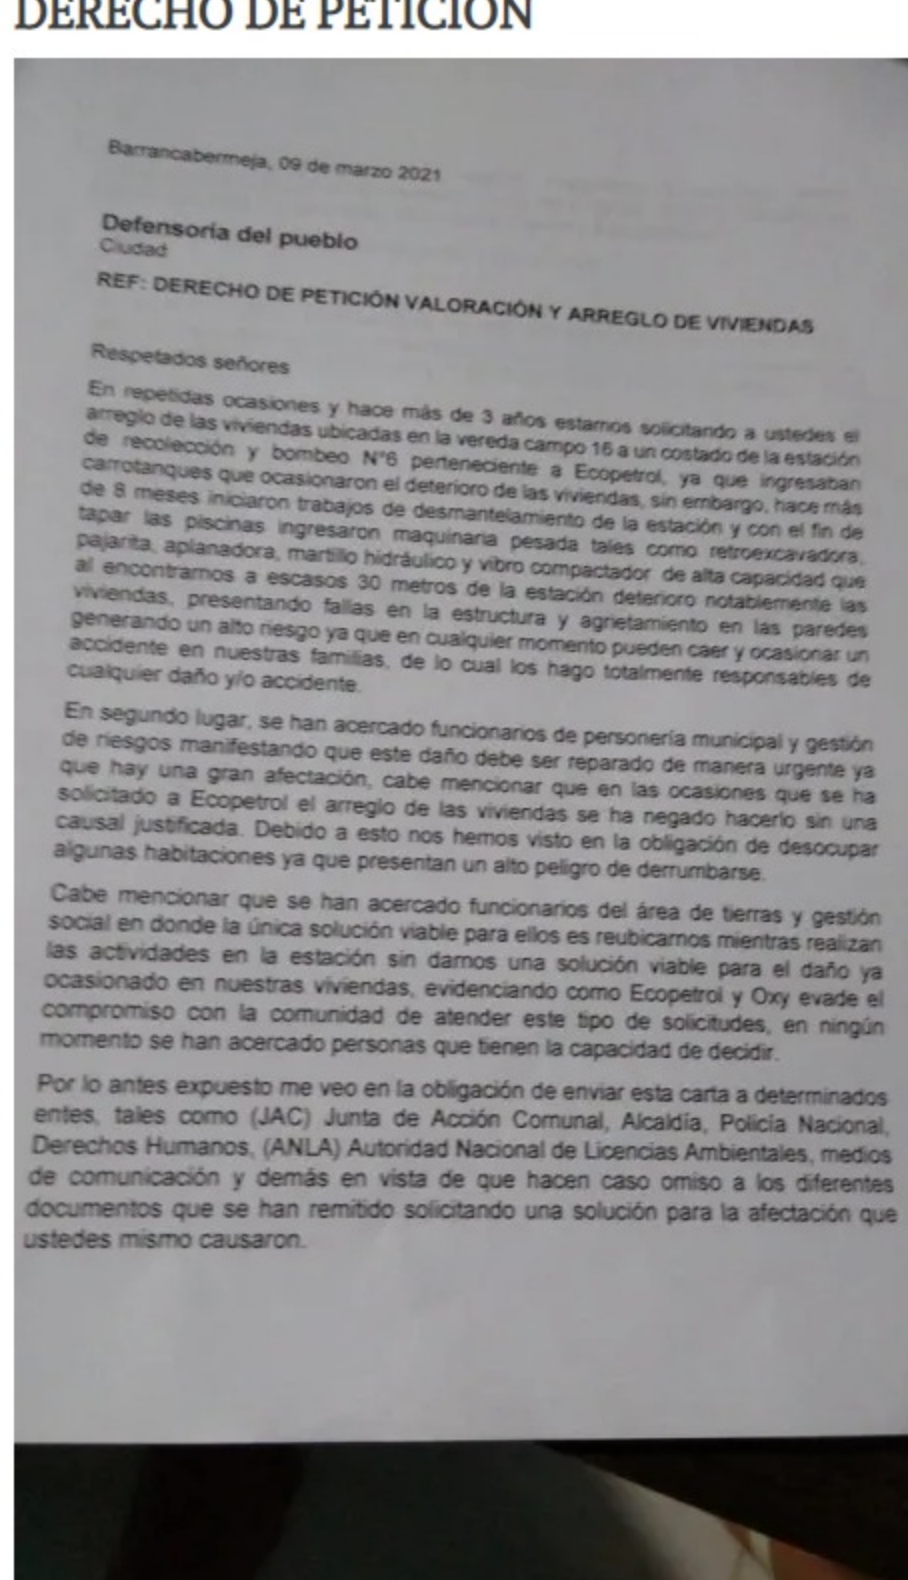 DERECHO DE PETICIÓN
Barrancabermeja, 09 de marzo 2021
Defensoría del pueblo
Ciudad
REF: DERECHO DE PETICIÓN VALORACIÓN Y ARREGLO DE VIVIENDAS
Respetados señores
En repetidas ocasiones y hace más de 3 años estamos solicitando a ustedes el
arreglo de las viviendas ubicadas en la vereda campo 16 a un costado de la estación
de recolección y bombeo N°6 perteneciente a Ecopetrol, ya que ingresaban
carrotanques que ocasionaron el deterioro de las viviendas, sin embargo, hace más
de 8 meses iniciaron trabajos de desmantelamiento de la estación y con el fin de
tapar las piscinas ingresaron maquinaria pesada tales como retroexcavadora,
pajarita, aplanadora, martillo hidráulico y vibro compactador de alta capacidad que
al encontrarnos a escasos 30 metros de la estación deterioro notablemente las
viviendas, presentando fallas en la estructura y agrietamiento en las paredes
generando un alto riesgo ya que en cualquier momento pueden caer y ocasionar un
accidente en nuestras familias, de lo cual los hago totalmente responsables de
cualquier daño y/o accidente.
En segundo lugar, se han acercado funcionarios de personería municipal y gestión
de riesgos manifestando que este daño debe ser reparado de manera urgente ya
que hay una gran afectación, cabe mencionar que en las ocasiones que se ha
solicitado a Ecopetrol el arreglo de las viviendas se ha negado hacerlo sin una
causal justificada. Debido a esto nos hemos visto en la obligación de desocupar
algunas habitaciones ya que presentan un alto peligro de derrumbarse.
Cabe mencionar que se han acercado funcionarios del área de tierras y gestión
social en donde la única solución viable para ellos es reubicarnos mientras realizan
las actividades en la estación sin darnos una solución viable para el daño ya
ocasionado en nuestras viviendas, evidenciando como Ecopetrol y Oxy evade el
compromiso con la comunidad de atender este tipo de solicitudes, en ningún
momento se han acercado personas que tienen la capacidad de decidir.
Por lo antes expuesto me veo en la obligación de enviar esta carta a determinados
entes, tales como (JAC) Junta de Acción Comunal, Alcaldía, Policía Nacional,
Derechos Humanos, (ANLA) Autoridad Nacional de Licencias Ambientales, medios
de comunicación y demás en vista de que hacen caso omiso a los diferentes
documentos que se han remitido solicitando una solución para la afectación que
ustedes mismo causaron.